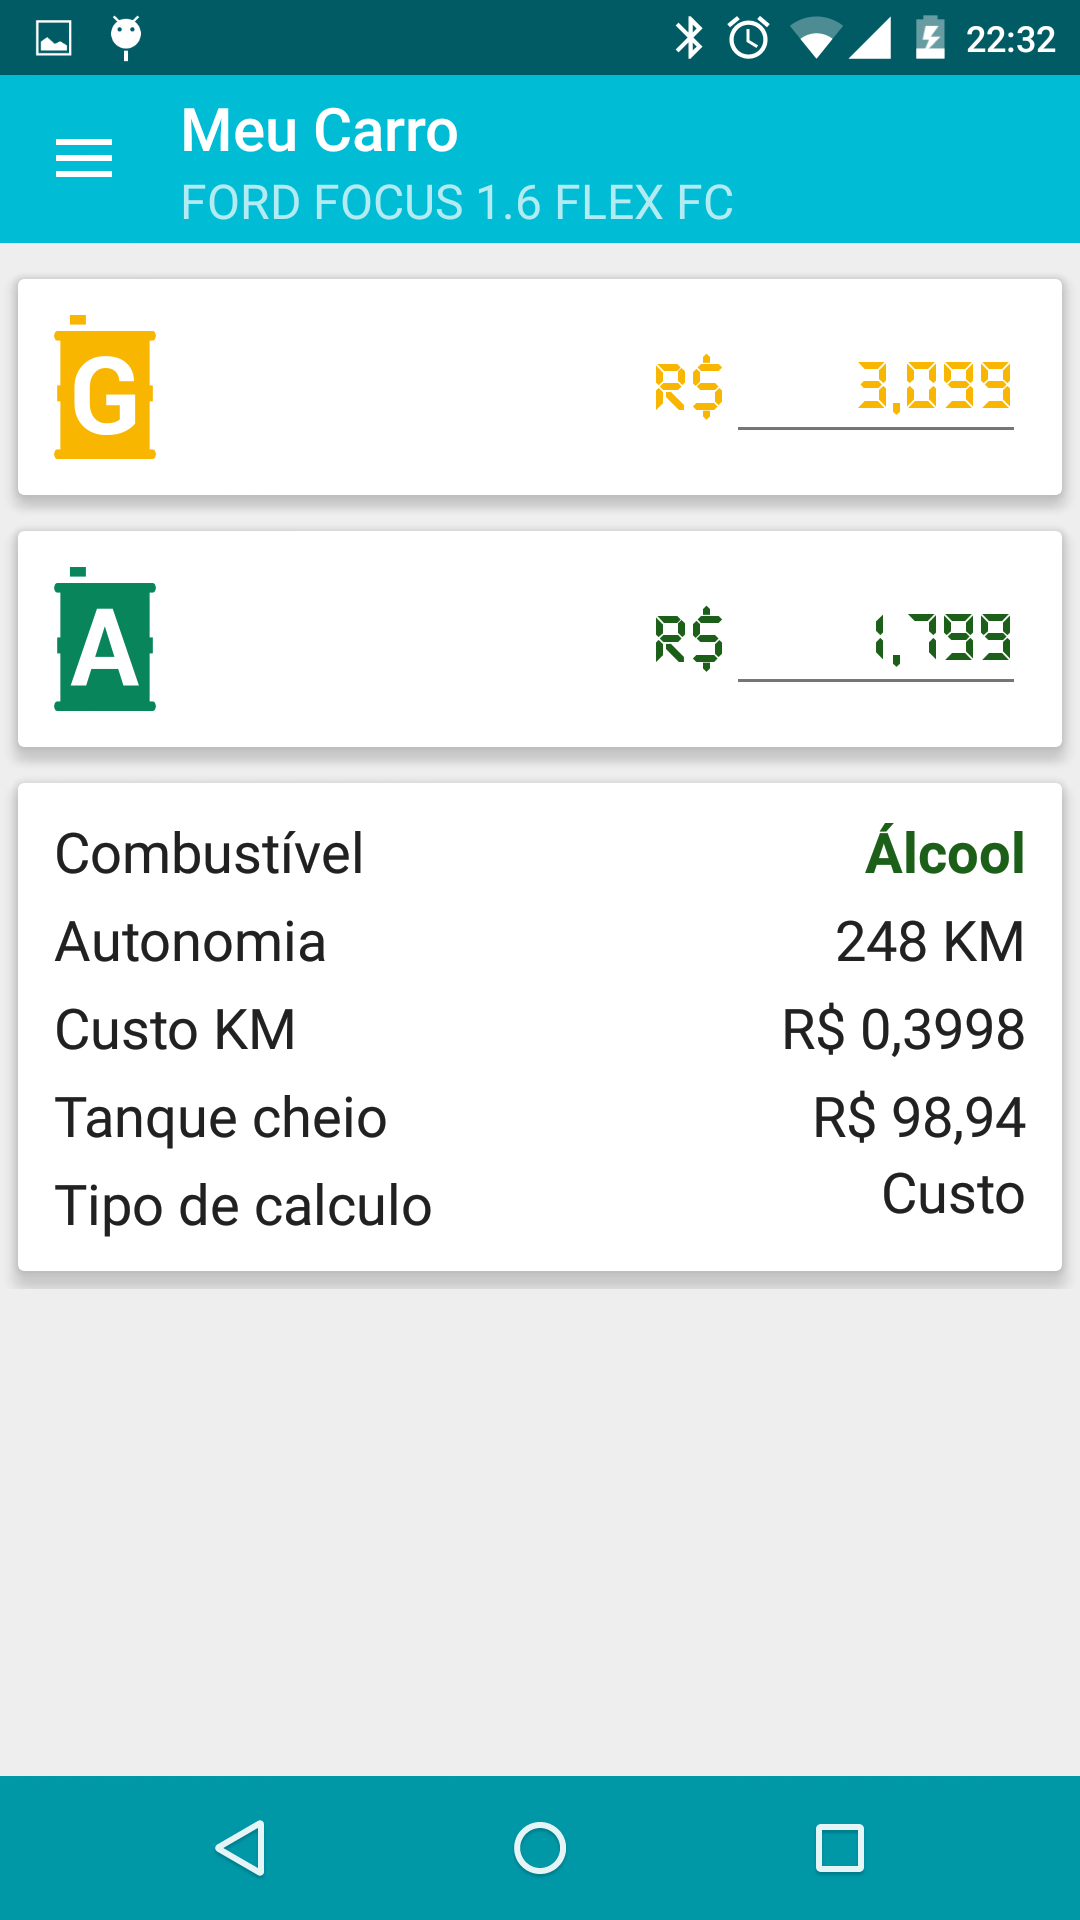 22:32
Meu Carro
FORD FOCUS 1.6 FLEX FC
G R$ 3,099
A R$ 1,799
Combustível Álcool
Autonomia 248 KM
Custo KM R$ 0,3998
Tanque cheio R$ 98,94
Tipo de calculo Custo